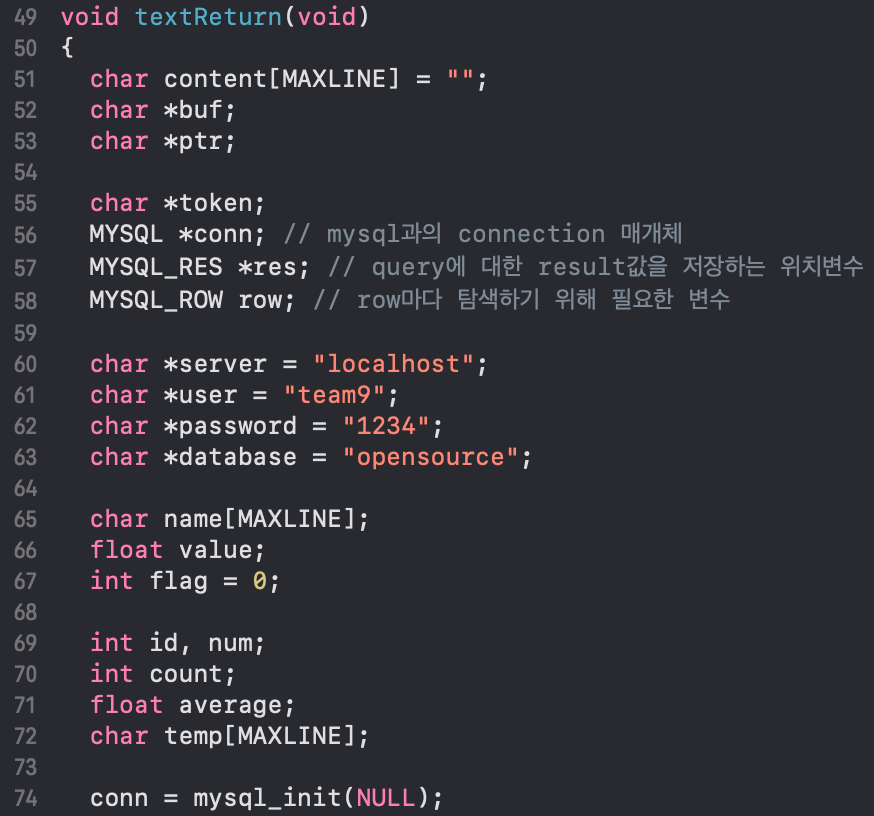 49 void textReturn(void)
50 {
51 char content[MAXLINE] = "";
52 char *buf;
53 char *ptr;
54
55 char *token;
56 MYSQL *conn; // mysql과의 connection 매개체
57 MYSQL_RES *res; // query에 대한 result값을 저장하는 위치변수
58 MYSQL_ROW row; // row마다 탐색하기 위해 필요한 변수
59
60 char *server = "localhost";
61 char *user = "team9";
62 char *password = "1234";
63 char *database = "opensource";
64
65 char name[MAXLINE];
66 float value;
67 int flag = 0;
68
69 int id, num;
70 int count;
71 float average;
72 char temp[MAXLINE];
73
74 conn = mysql_init(NULL);